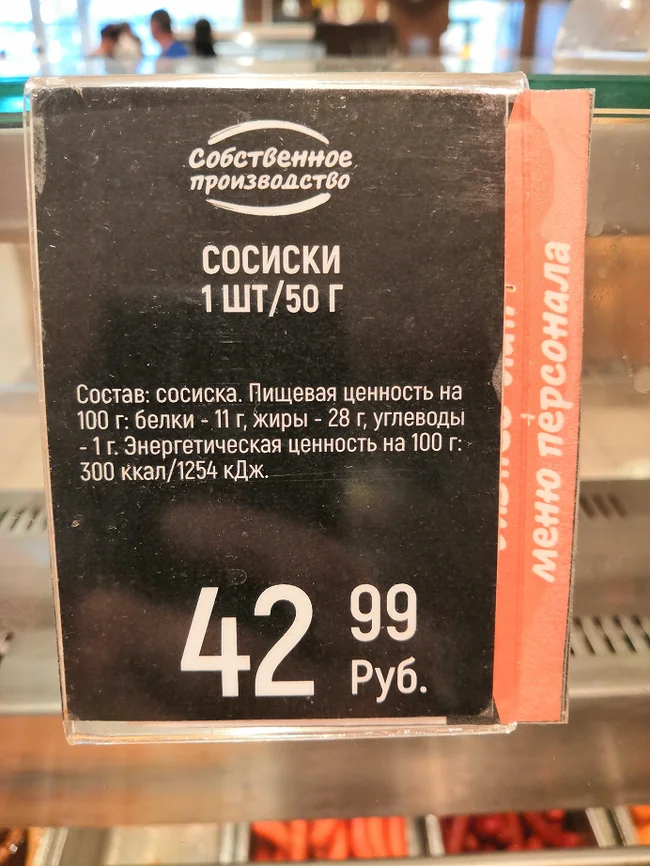 Собственное
производство
СОСИСКИ
1 ШТ/50 Г
Состав: сосиска. Пищевая ценность на
100 г: белки - 11 г, жиры - 28 г, углеводы
- 1 г. Энергетическая ценность на 100 г:
300 ккал/1254 кДж.
42 99
Руб.
меню персонала